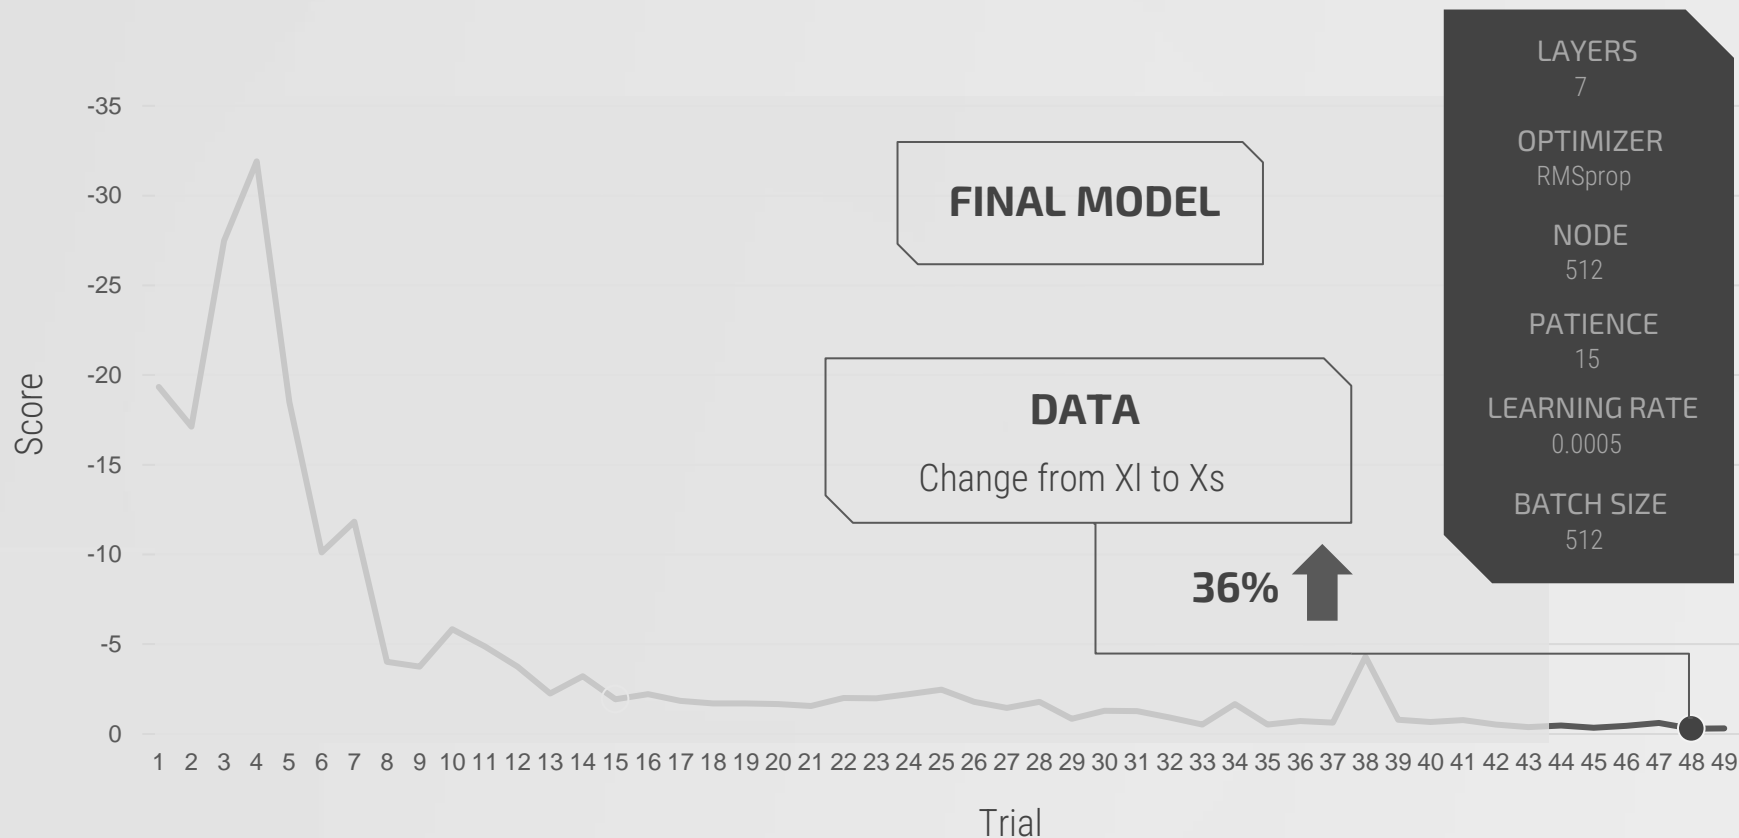 LAYERS
7
OPTIMIZER
RMSprop
NODE
512
PATIENCE
15
LEARNING RATE
0.0005
BATCH SIZE
512
FINAL MODEL
DATA
Change from Xl to Xs
36%
Score
-35
-30
-25
-20
-15
-10
-5
0
1 2 3 4 5 6 7 8 9 10 11 12 13 14 15 16 17 18 19 20 21 22 23 24 25 26 27 28 29 30 31 32 33 34 35 36 37 38 39 40 41 42 43 44 45 46 47 48 49
Trial